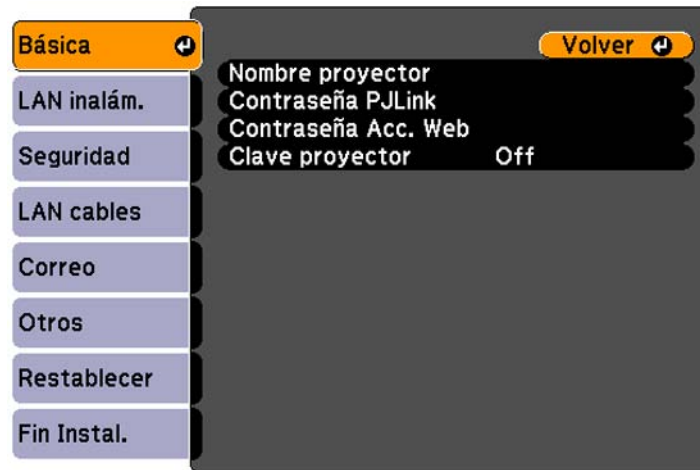 Básica
LAN inalám.
Seguridad
LAN cables
Correo
Otros
Restablecer
Fin Instal.
Volver
Nombre proyector
Contraseña PJLink
Contraseña Acc. Web
Clave proyector Off